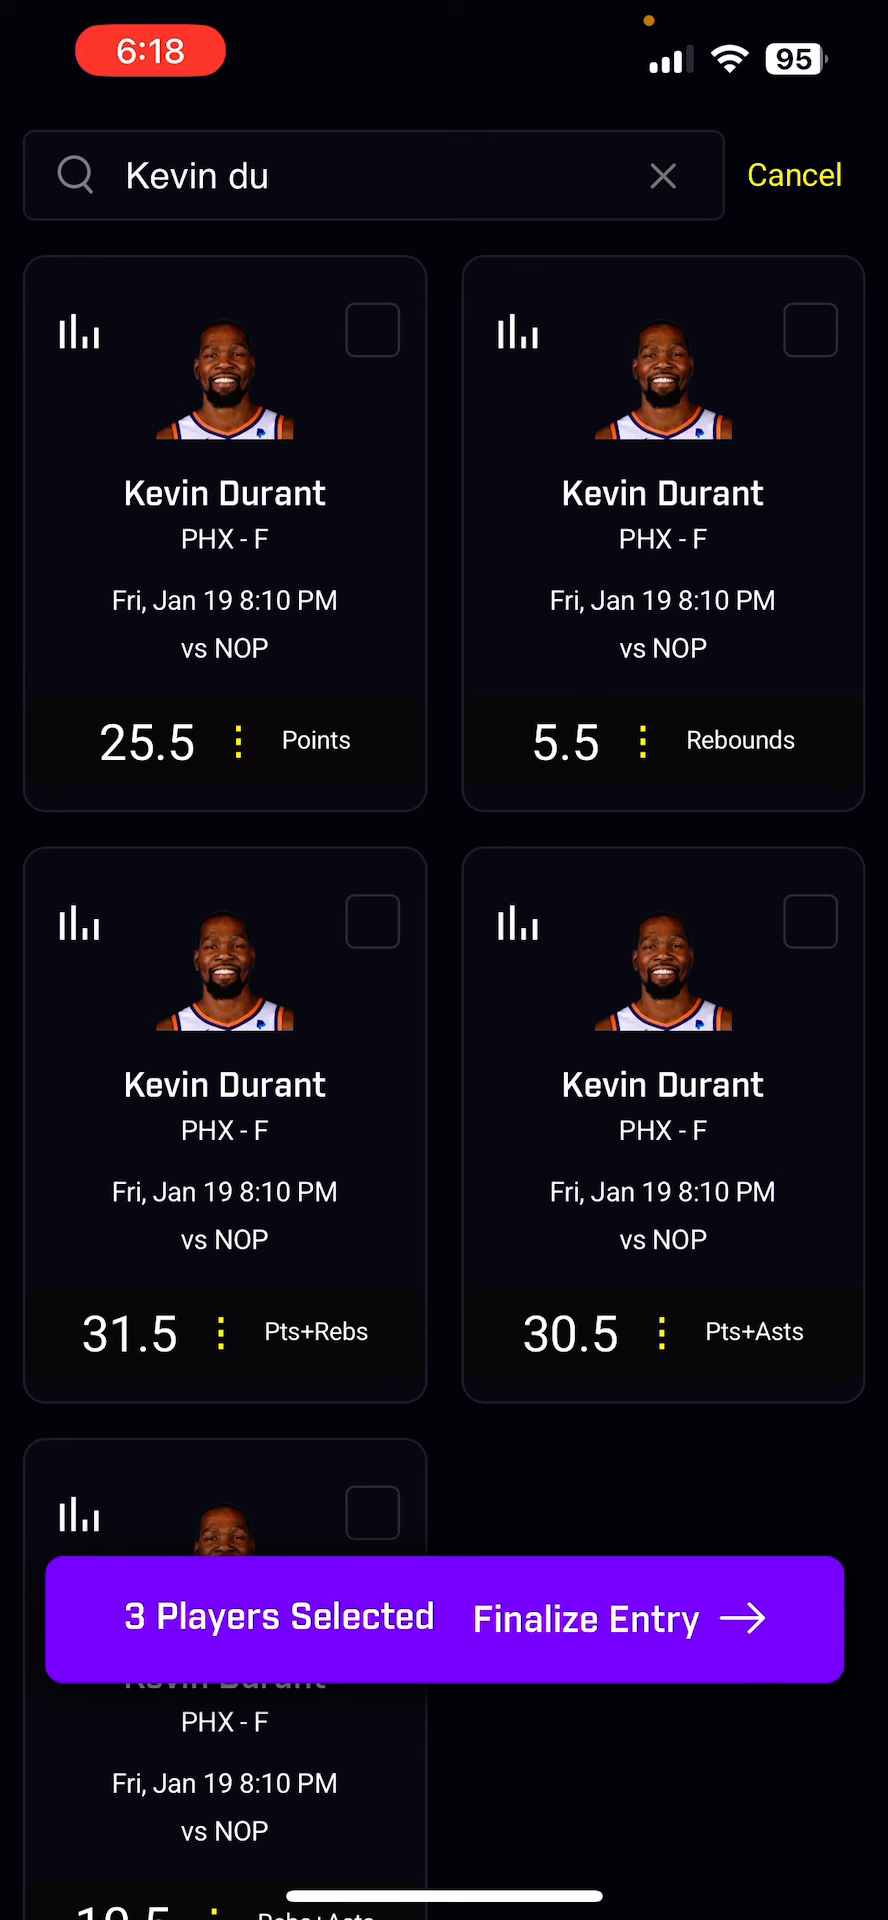 6:18
95
Kevin du
Cancel
Kevin Durant
PHX - F
Fri, Jan 19 8:10 PM
vs NOP
25.5
Points
Kevin Durant
PHX - F
Fri, Jan 19 8:10 PM
vs NOP
5.5
Rebounds
Kevin Durant
PHX - F
Fri, Jan 19 8:10 PM
vs NOP
31.5
Pts+Rebs
Kevin Durant
PHX - F
Fri, Jan 19 8:10 PM
vs NOP
30.5
Pts+Asts
3 Players Selected
Finalize Entry
Kevin Durant
PHX - F
Fri, Jan 19 8:10 PM
vs NOP
Rebs+Asts